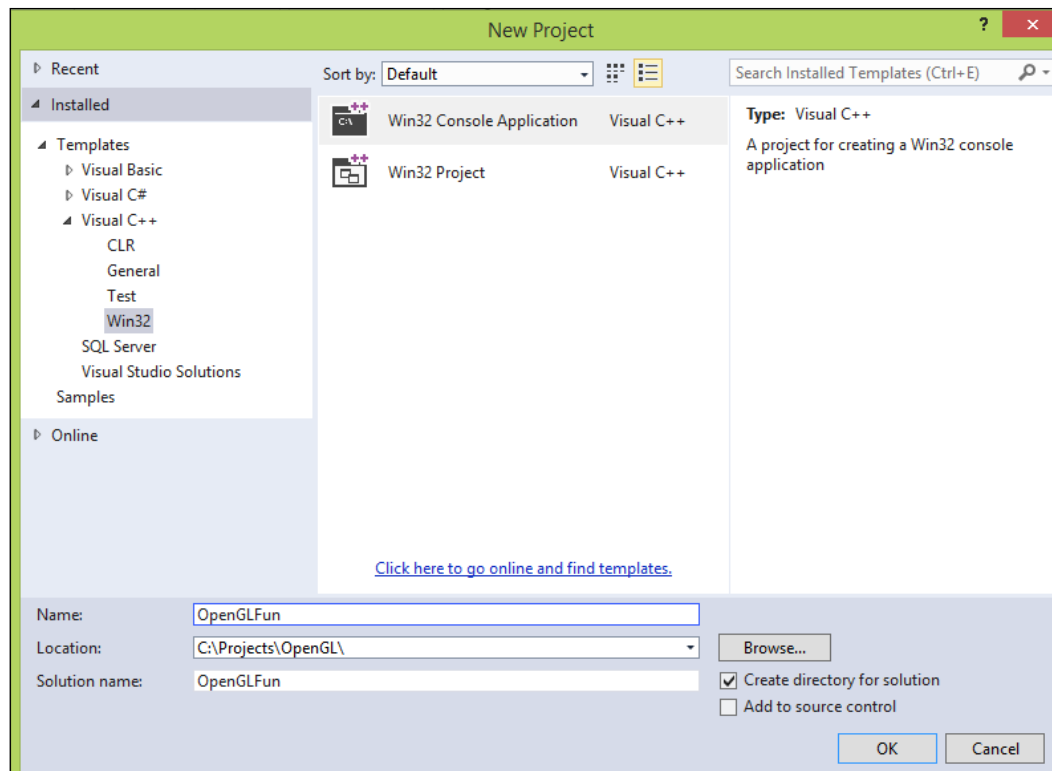 New Project
?
Recent
Installed
Templates
Visual Basic
Visual C#
Visual C++
CLR
General
Test
Win32
SQL Server
Visual Studio Solutions
Samples
Online
Sort by: Default
Search Installed Templates (Ctrl+E)
C:\ Win32 Console Application Visual C++
Win32 Project Visual C++
Type: Visual C++
A project for creating a Win32 console
application
Click here to go online and find templates.
Name: OpenGLFun
Location: C:\Projects\OpenGL\
Browse...
Solution name: OpenGLFun
Create directory for solution
Add to source control
OK
Cancel